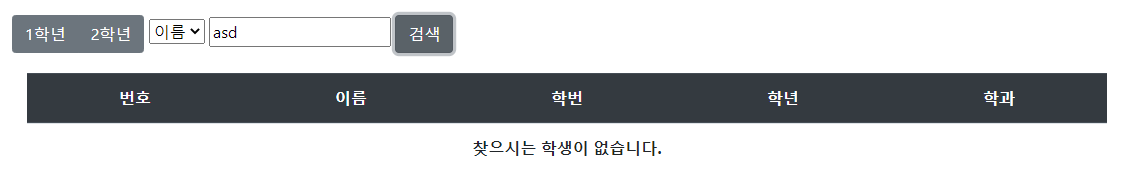 1학년 2학년 이름 asd 검색
번호 이름 학번 학년 학과
찾으시는 학생이 없습니다.